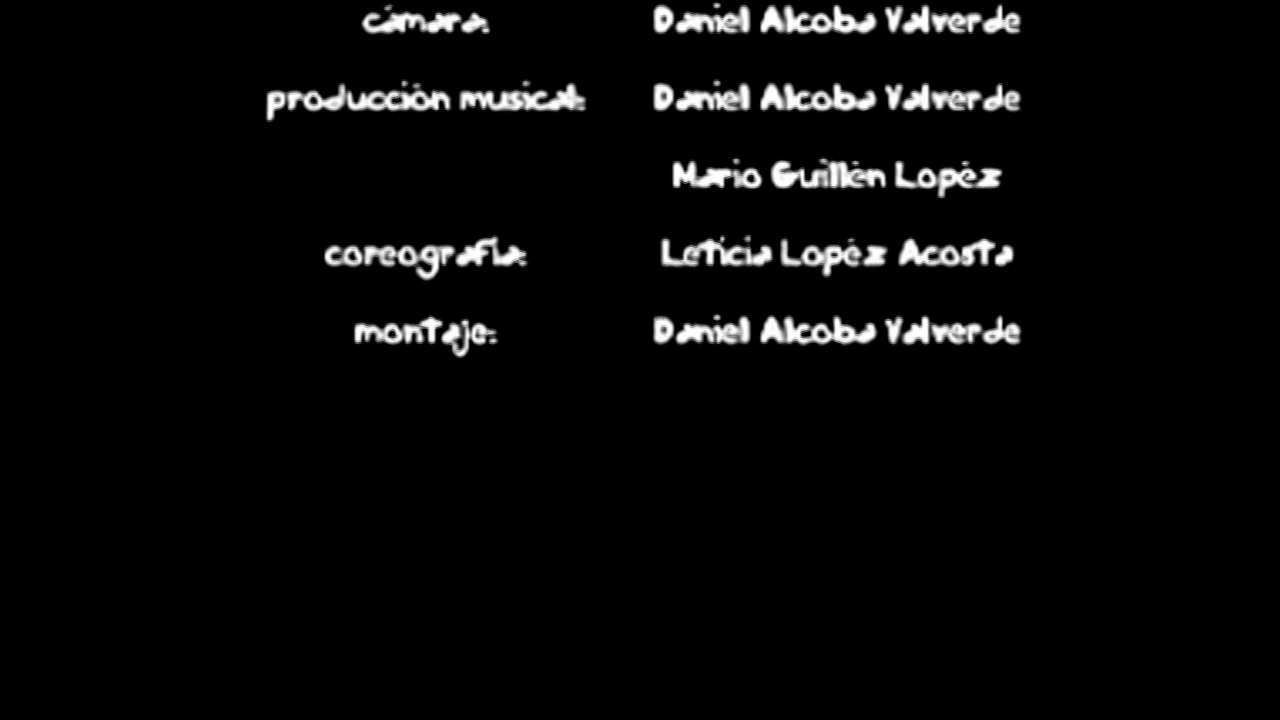 cámara: Daniel Alcoba Valverde
producción musical: Daniel Alcoba Valverde
Mario Guillén Lopéz
coreografía: Leticia Lopéz Acosta
montaje: Daniel Alcoba Valverde